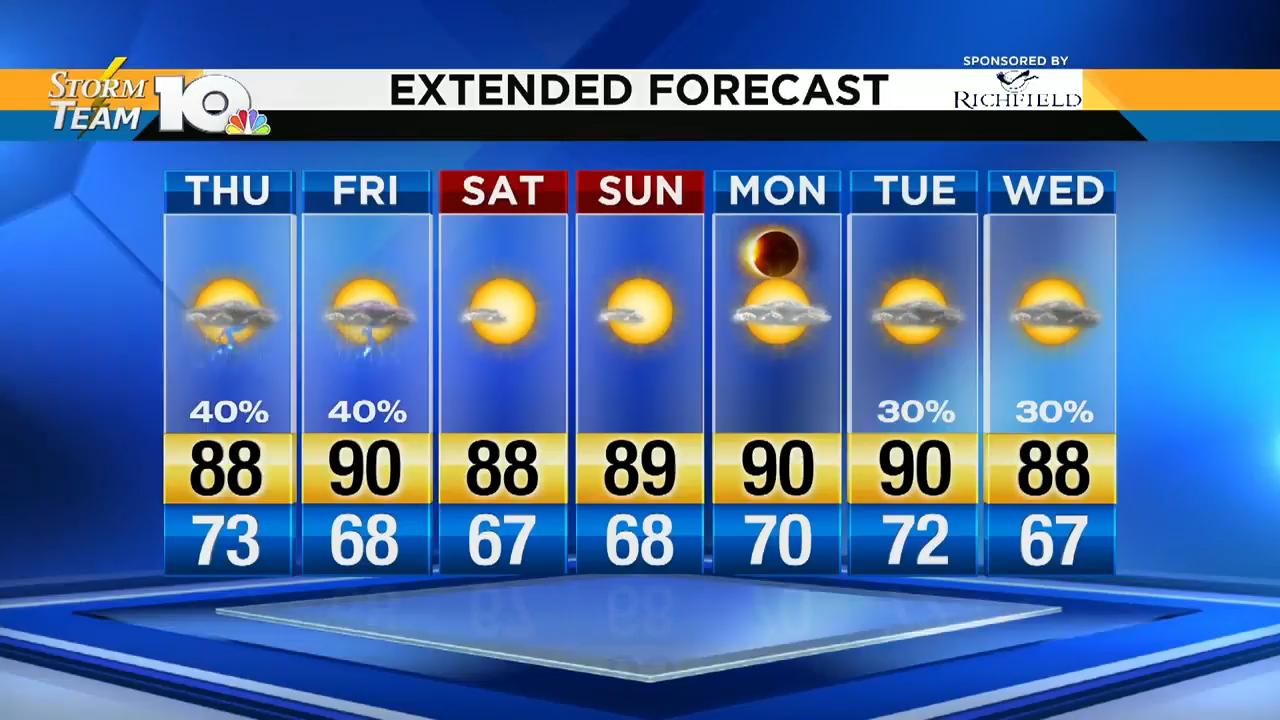 SPONSORED BY
STORM TEAM 10
EXTENDED FORECAST
RICHFIELD
THU FRI SAT SUN MON TUE WED
40% 40% 30% 30%
88 90 88 89 90 90 88
73 68 67 68 70 72 67